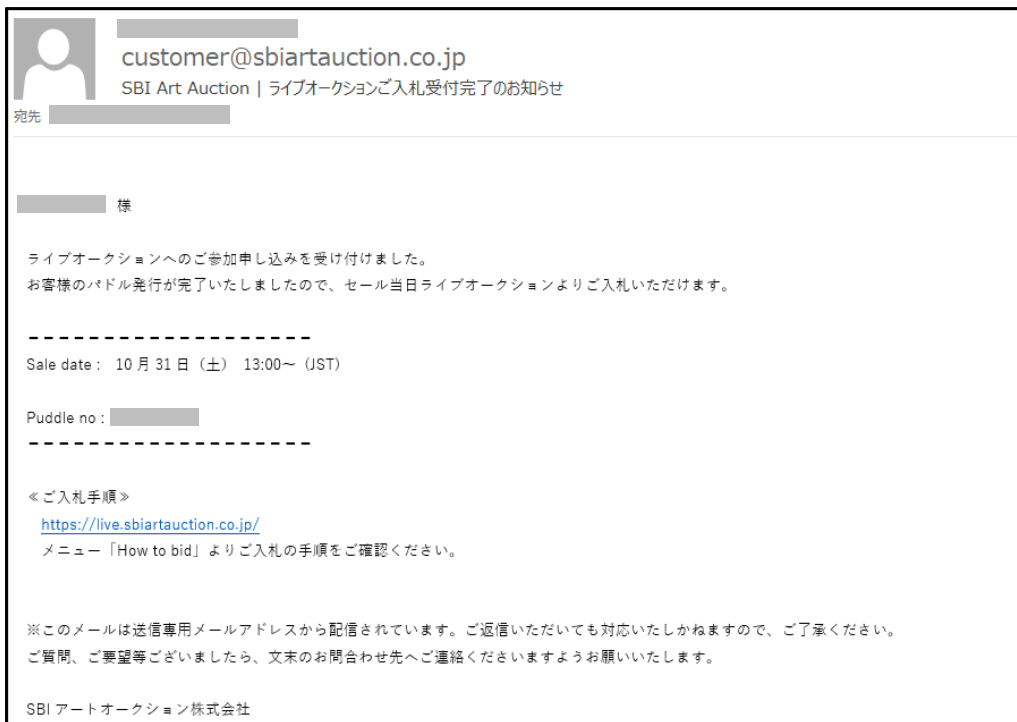 customer@sbiartauction.co.jp
SBI Art Auction | ライブオークションご入札受付完了のお知らせ
宛先
様
ライブオークションへのご参加申し込みを受け付けました。
お客様のパドル発行が完了いたしましたので、セール当日ライブオークションよりご入札いただけます。
-------------------
Sale date : 10 月 31 日（土） 13:00～（JST）
Puddle no :
-------------------
≪ご入札手順≫
https://live.sbiartauction.co.jp/
メニュー「How to bid」よりご入札の手順をご確認ください。
※このメールは送信専用メールアドレスから配信されています。ご返信いただいても対応いたしかねますので、ご了承ください。
ご質問、ご要望等ございましたら、文末のお問合わせ先へご連絡くださいますようお願いいたします。
SBI アートオークション株式会社